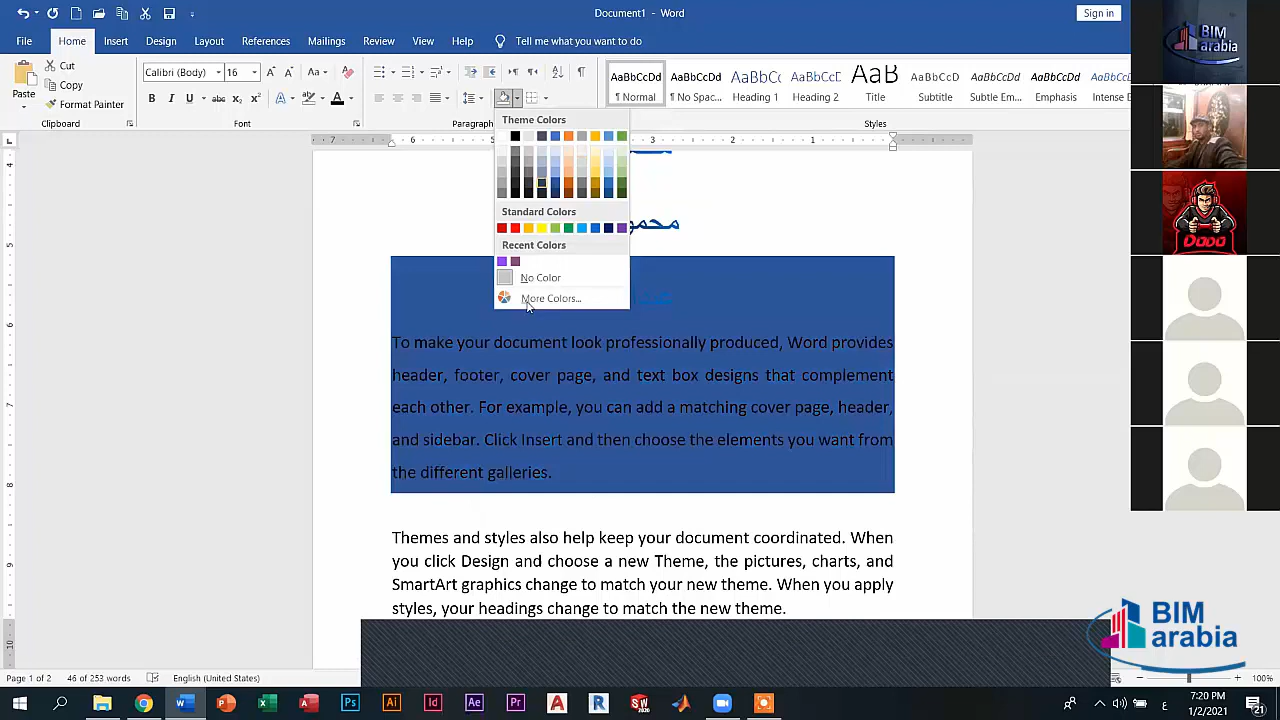 Document1 - Word
Sign in
File Home Insert Design Layout References Mailings Review View Help Tell me what you want to do
Paste
Cut
Copy
Format Painter
Clipboard
Calibri (Body) 16
Paragraph
AaBbCcDd
¶ Normal
AaBbCcDd
¶ No Spac...
AaBbCc
Heading 1
AaBbCcC
Heading 2
AaB
Title
AaBbCcD
Subtitle
AaBbCcDd
Subtle Em...
AaBbCcDd
Emphasis
AaBbCcDd
Intense E
Styles
Theme Colors
Standard Colors
Recent Colors
No Color
More Colors...
To make your document look professionally produced, Word provides
header, footer, cover page, and text box designs that complement
each other. For example, you can add a matching cover page, header,
and sidebar. Click Insert and then choose the elements you want from
the different galleries.
Themes and styles also help keep your document coordinated. When
you click Design and choose a new Theme, the pictures, charts, and
SmartArt graphics change to match your new theme. When you apply
styles, your headings change to match the new theme.
BIM
arabia
DODO
BIM
arabia
Page 1 of 2 46 of 253 words English (United States)
100%
7:20 PM
1/2/2021